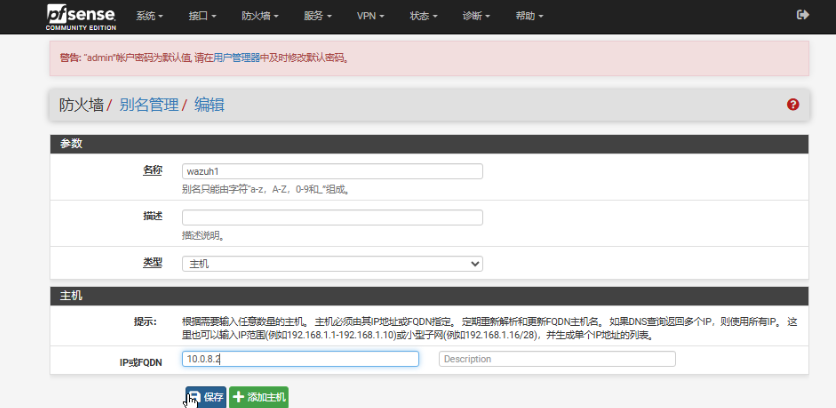 pfsense
COMMUNITY EDITION
系统 接口 防火墙 服务 VPN 状态 诊断 帮助
警告: "admin"帐户密码为默认值, 请在用户管理器中及时修改默认密码。
防火墙 / 别名管理 / 编辑
参数
名称 wazuh1
别名只能由字符"a-z, A-Z, 0-9和_"组成。
描述
描述说明。
类型 主机
主机
提示: 根据需要输入任意数量的主机。 主机必须由其IP地址或FQDN指定。 定期重新解析和更新FQDN主机名。 如果DNS查询返回多个IP，则使用所有IP。 这
里也可以输入IP范围(例如192.168.1.1-192.168.1.10)或小型子网(例如192.168.1.16/28)，并生成单个IP地址的列表。
IP或FQDN 10.0.8.2 Description
保存 添加主机